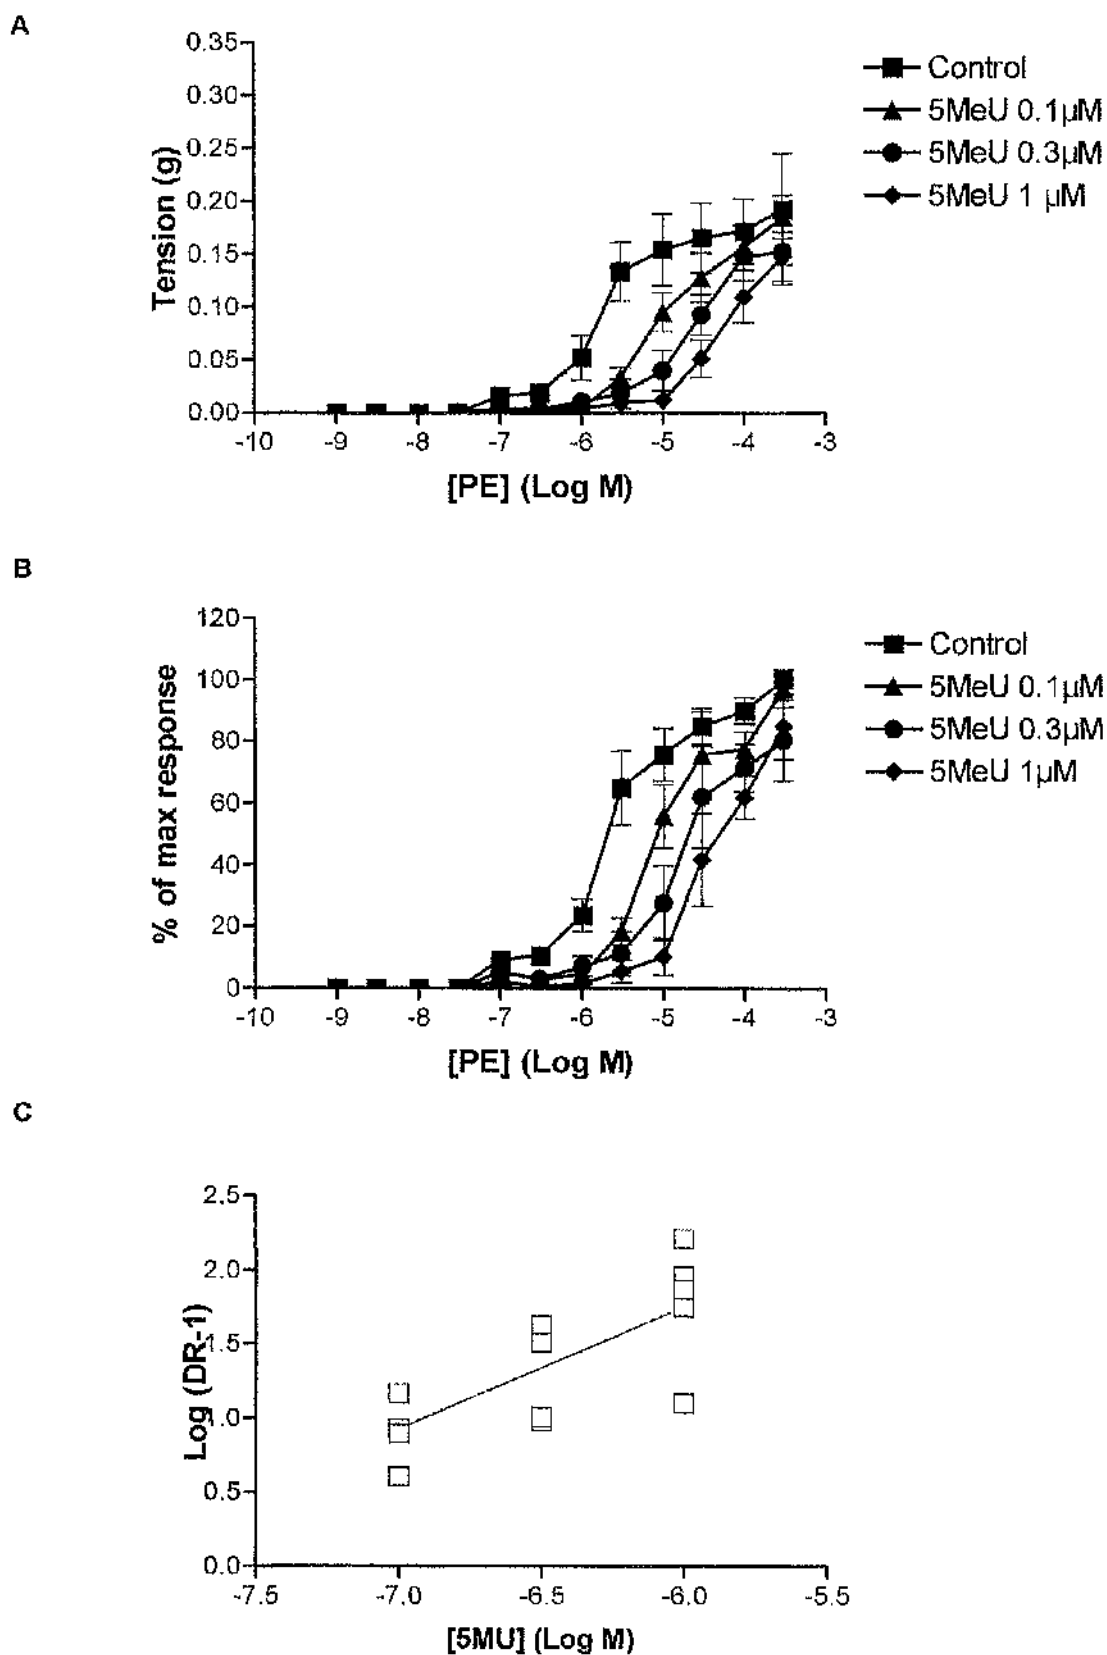 A
0.35
0.30
0.25
0.20
0.15
0.10
0.05
0.00
Tension (g)
-10 -9 -8 -7 -6 -5 -4 -3
[PE] (Log M)
Control
5MeU 0.1µM
5MeU 0.3µM
5MeU 1 µM
B
120
100
80
60
40
20
0
% of max response
-10 -9 -8 -7 -6 -5 -4 -3
[PE] (Log M)
Control
5MeU 0.1µM
5MeU 0.3µM
5MeU 1µM
C
2.5
2.0
1.5
1.0
0.5
0.0
Log (DR-1)
-7.5 -7.0 -6.5 -6.0 -5.5
[5MU] (Log M)